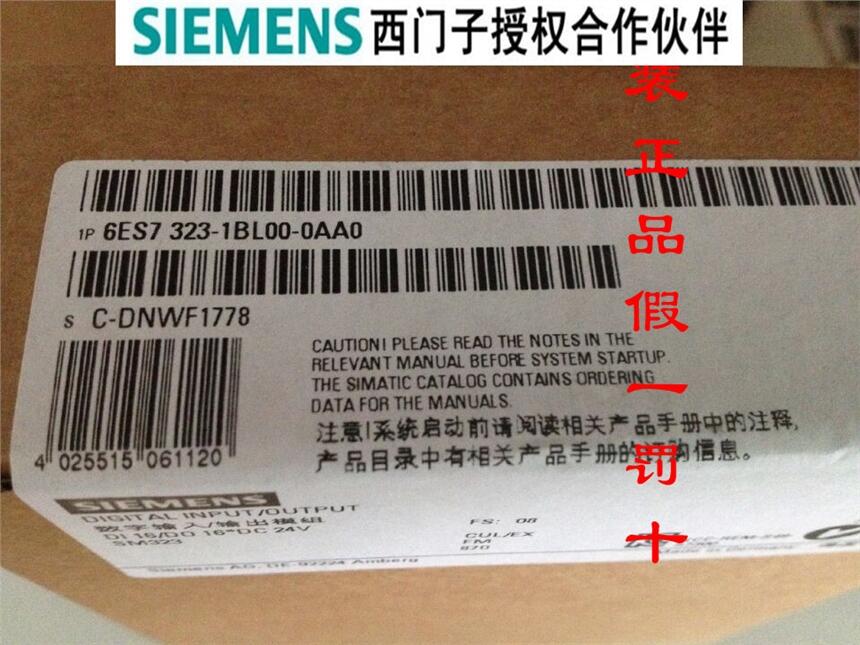 SIEMENS 西门子授权合作伙伴
装正品假一罚十
1P 6ES7 323-1BL00-0AA0
S C-DNWF1778
CAUTION! PLEASE READ THE NOTES IN THE
RELEVANT MANUAL BEFORE SYSTEM STARTUP.
THE SIMATIC CATALOG CONTAINS ORDERING
DATA FOR THE MANUALS.
注意!系统启动前请阅读相关产品手册中的注释,
产品目录中有相关产品手册的订购信息。
4 025515 061120
SIEMENS
DIGITAL INPUT/OUTPUT
数字输入/输出模组
DI 16/DO 16*DC 24V
SM323
FS: 08
CUL/EX
FM
Made in Germany
Siemens AG, DE-92224 Amberg